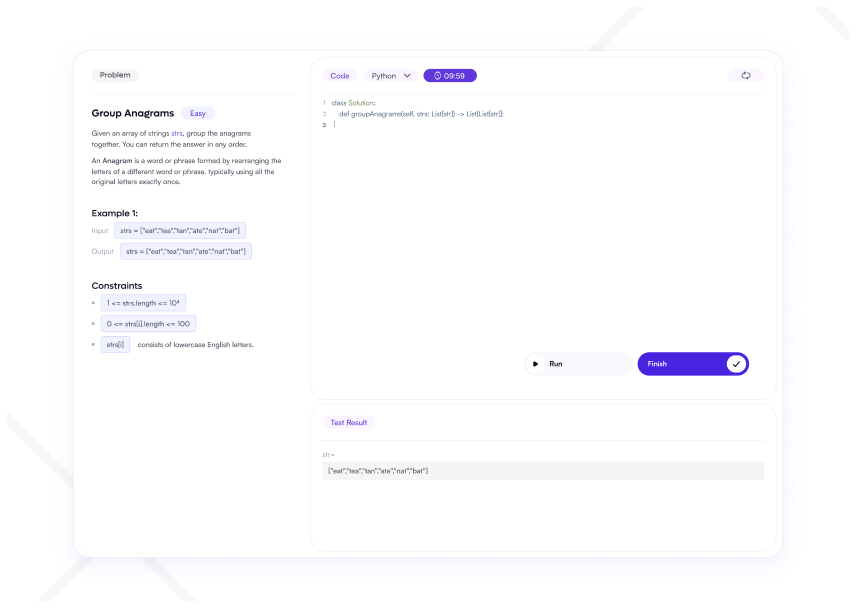 Problem
Group Anagrams Easy
Given an array of strings strs, group the anagrams
together. You can return the answer in any order.
An Anagram is a word or phrase formed by rearranging the
letters of a different word or phrase, typically using all the
original letters exactly once.
Example 1:
Input strs = ["eat","tea","tan","ate","nat","bat"]
Output strs = ["eat","tea","tan","ate","nat","bat"]
Constraints
1 <= strs.length <= 10⁴
0 <= strs[i].length <= 100
strs[i] consists of lowercase English letters.
Code Python 09:59
1 class Solution:
2 def groupAnagrams(self, strs: List[str]) -> List[List[str]]:
3
Run Finish
Test Result
str=
["eat","tea","tan","ate","nat","bat"]